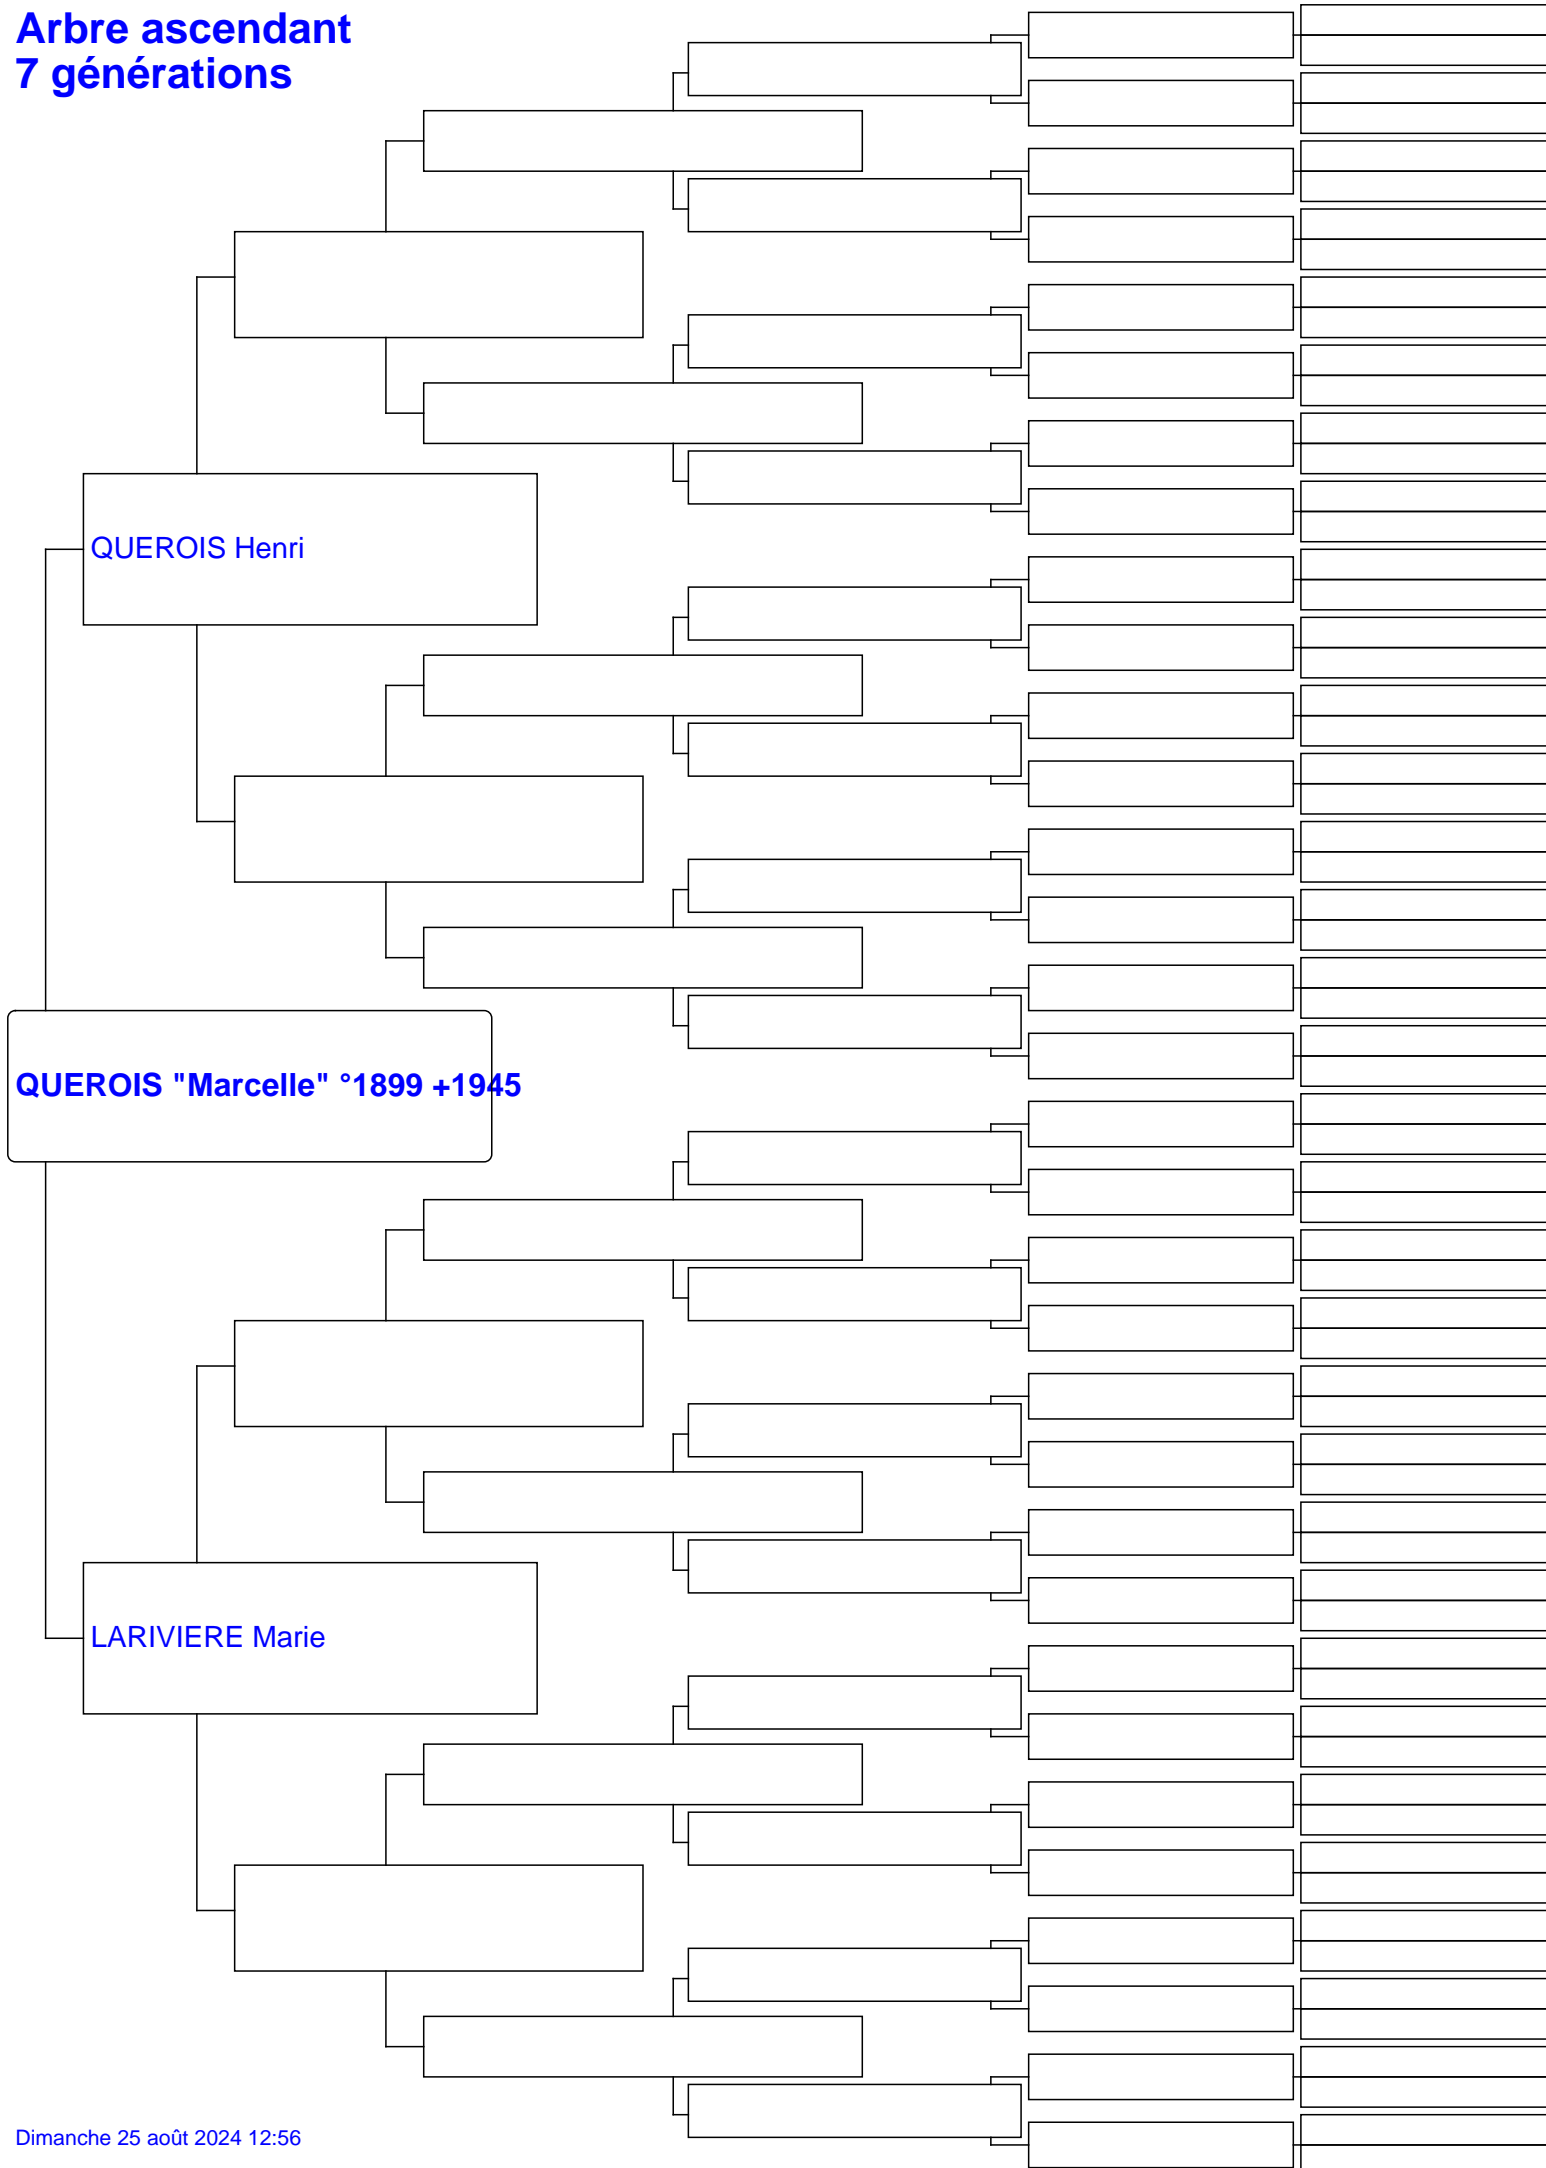 Arbre ascendant
7 générations
QUEROIS Henri
QUEROIS "Marcelle" °1899 +1945
LARIVIERE Marie
Dimanche 25 août 2024 12:56